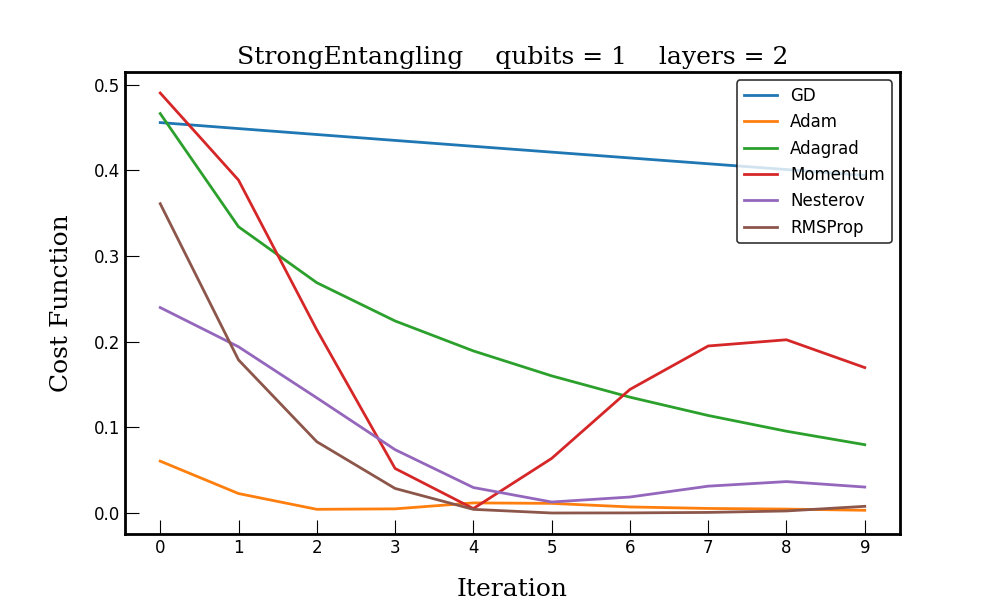 StrongEntangling    qubits = 1    layers = 2
GD
Adam
Adagrad
Momentum
Nesterov
RMSProp
Cost Function
0.5
0.4
0.3
0.2
0.1
0.0
0 1 2 3 4 5 6 7 8 9
Iteration